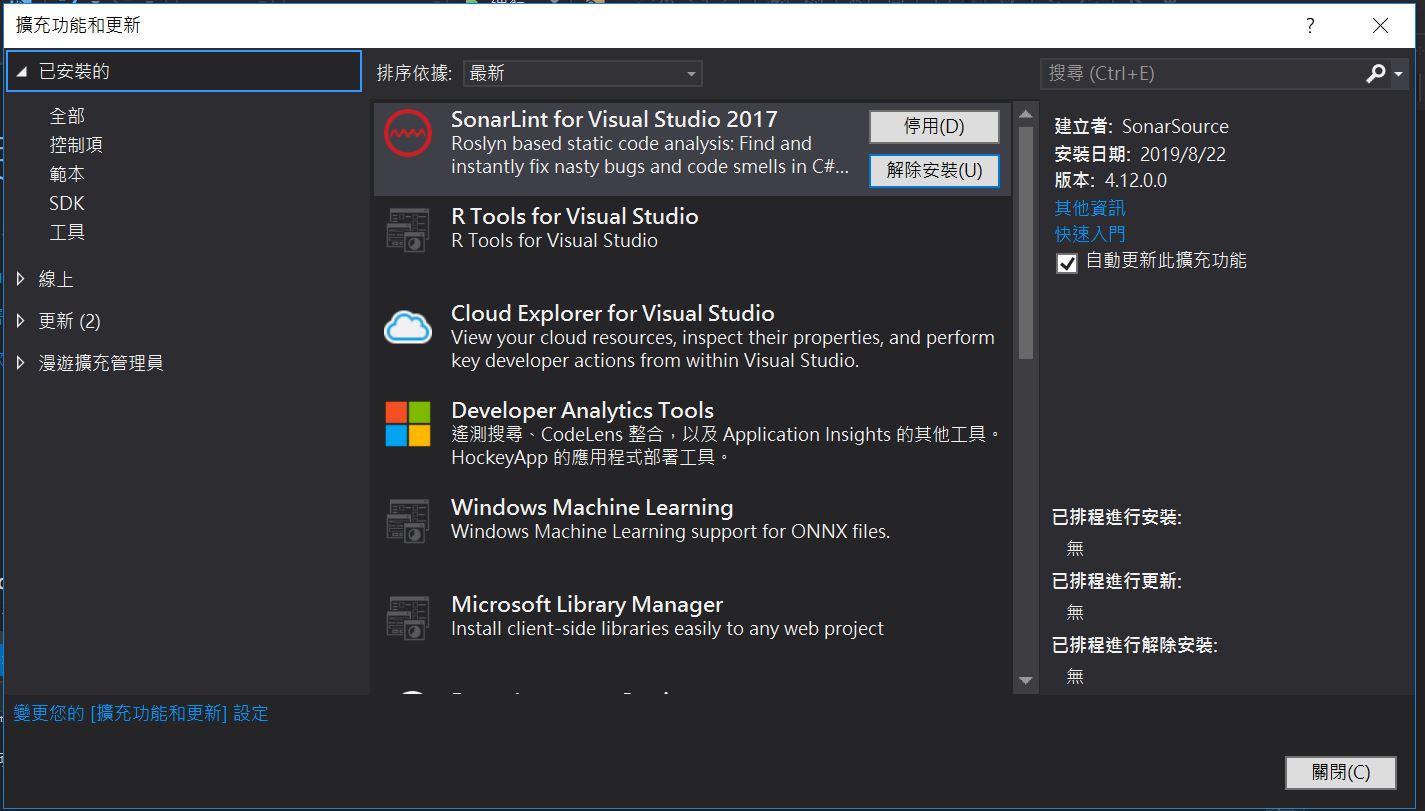 擴充功能和更新
?
已安裝的
全部
控制項
範本
SDK
工具
線上
更新 (2)
漫遊擴充管理員
排序依據:
最新
SonarLint for Visual Studio 2017
Roslyn based static code analysis: Find and
instantly fix nasty bugs and code smells in C#...
停用(D)
解除安裝(U)
R Tools for Visual Studio
R Tools for Visual Studio
Cloud Explorer for Visual Studio
View your cloud resources, inspect their properties, and perform
key developer actions from within Visual Studio.
Developer Analytics Tools
遙測搜尋、CodeLens 整合，以及 Application Insights 的其他工具。
HockeyApp 的應用程式部署工具。
Windows Machine Learning
Windows Machine Learning support for ONNX files.
Microsoft Library Manager
Install client-side libraries easily to any web project
搜尋 (Ctrl+E)
建立者: SonarSource
安裝日期: 2019/8/22
版本: 4.12.0.0
其他資訊
快速入門
自動更新此擴充功能
已排程進行安裝:
無
已排程進行更新:
無
已排程進行解除安裝:
無
變更您的 [擴充功能和更新] 設定
關閉(C)